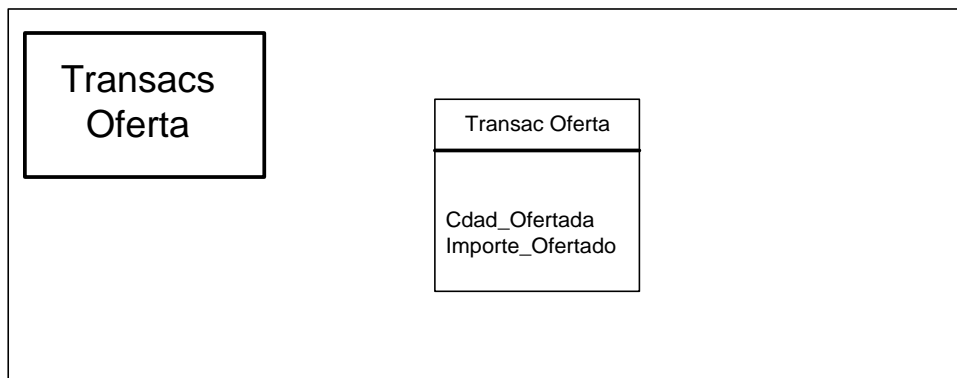 Transacs
Oferta
Transac Oferta
Cdad_Ofertada
Importe_Ofertado